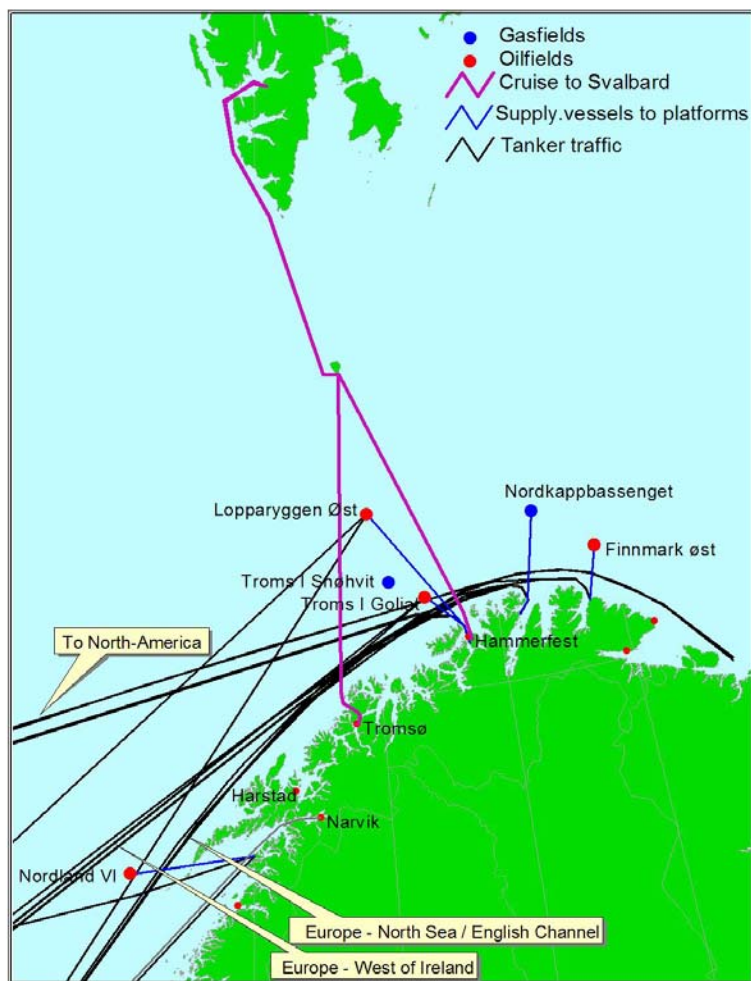 Gasfields
Oilfields
Cruise to Svalbard
Supply.vessels to platforms
Tanker traffic
Nordkappbassenget
Lopparyggen Øst
Finnmark øst
Troms I Snøhvit
Troms I Goliat
To North-America
Hammerfest
Tromsø
Harstad
Narvik
Nordland VI
Europe - North Sea / English Channel
Europe - West of Ireland